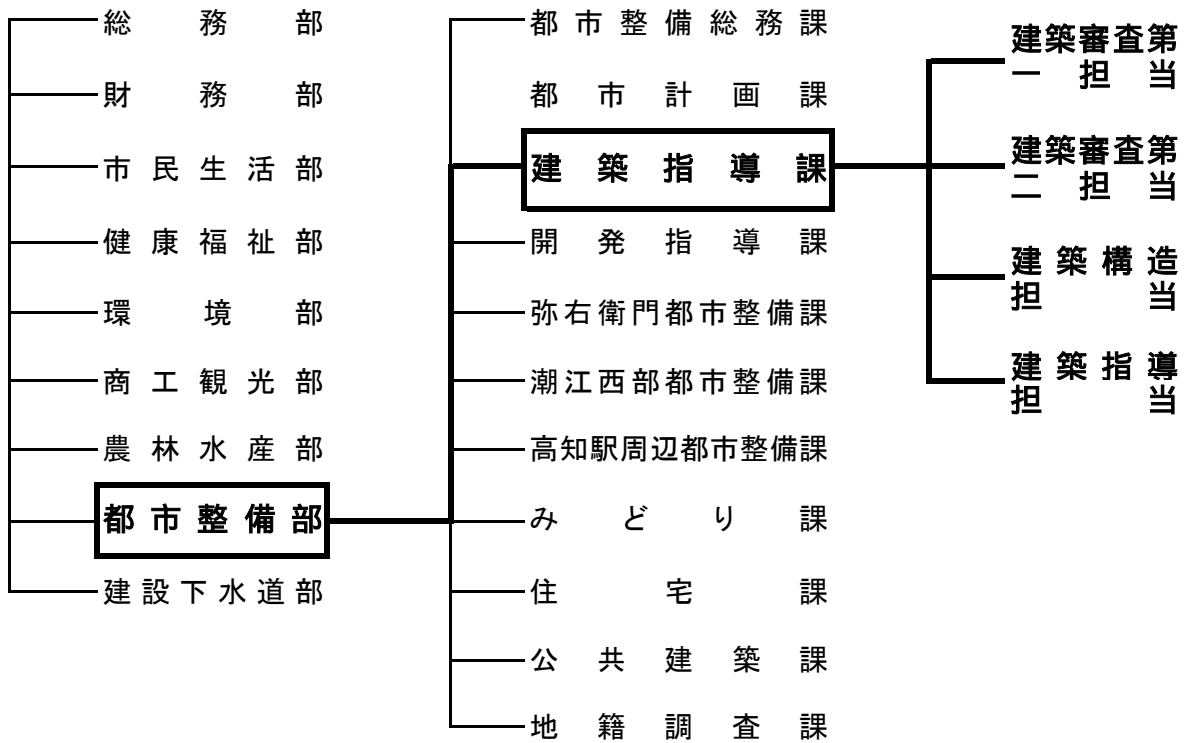 総務部
財務部
市民生活部
健康福祉部
環境部
商工観光部
農林水産部
都市整備部
建設下水道部
都市整備総務課
都市計画課
建築指導課
開発指導課
弥右衛門都市整備課
潮江西部都市整備課
高知駅周辺都市整備課
みどり課
住宅課
公共建築課
地籍調査課
建築審査第
一担当
建築審査第
二担当
建築構造
担当
建築指導
担当